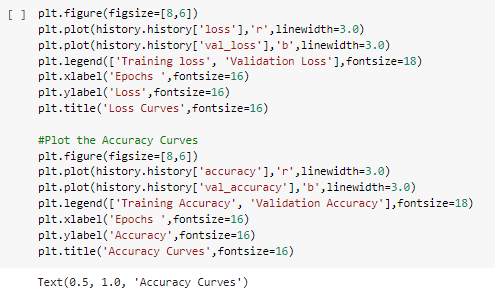 [ ] plt.figure(figsize=[8,6])
plt.plot(history.history['loss'],'r',linewidth=3.0)
plt.plot(history.history['val_loss'],'b',linewidth=3.0)
plt.legend(['Training loss', 'Validation Loss'],fontsize=18)
plt.xlabel('Epochs ',fontsize=16)
plt.ylabel('Loss',fontsize=16)
plt.title('Loss Curves',fontsize=16)

#Plot the Accuracy Curves
plt.figure(figsize=[8,6])
plt.plot(history.history['accuracy'],'r',linewidth=3.0)
plt.plot(history.history['val_accuracy'],'b',linewidth=3.0)
plt.legend(['Training Accuracy', 'Validation Accuracy'],fontsize=18)
plt.xlabel('Epochs ',fontsize=16)
plt.ylabel('Accuracy',fontsize=16)
plt.title('Accuracy Curves',fontsize=16)

Text(0.5, 1.0, 'Accuracy Curves')